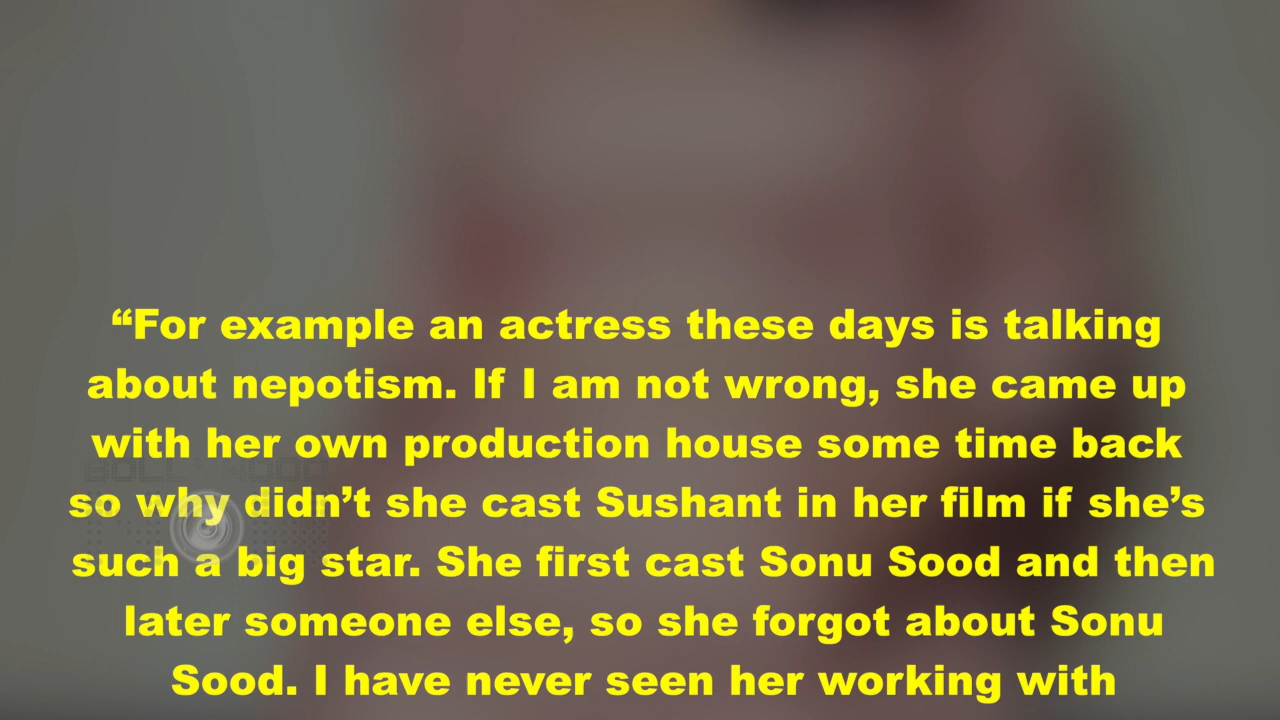 “For example an actress these days is talking
about nepotism. If I am not wrong, she came up
with her own production house some time back
so why didn’t she cast Sushant in her film if she’s
such a big star. She first cast Sonu Sood and then
later someone else, so she forgot about Sonu
Sood. I have never seen her working with